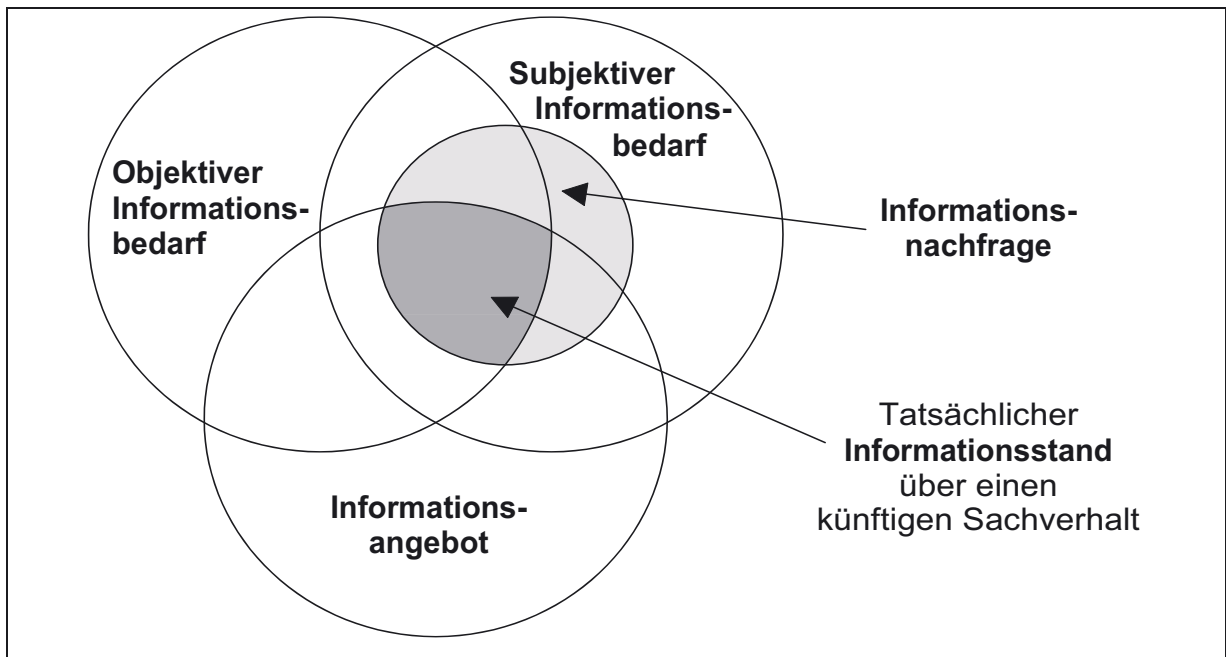 Subjektiver
Informations-
bedarf
Objektiver
Informations-
bedarf
Informations-
nachfrage
Tatsächlicher
Informationsstand
über einen
künftigen Sachverhalt
Informations-
angebot